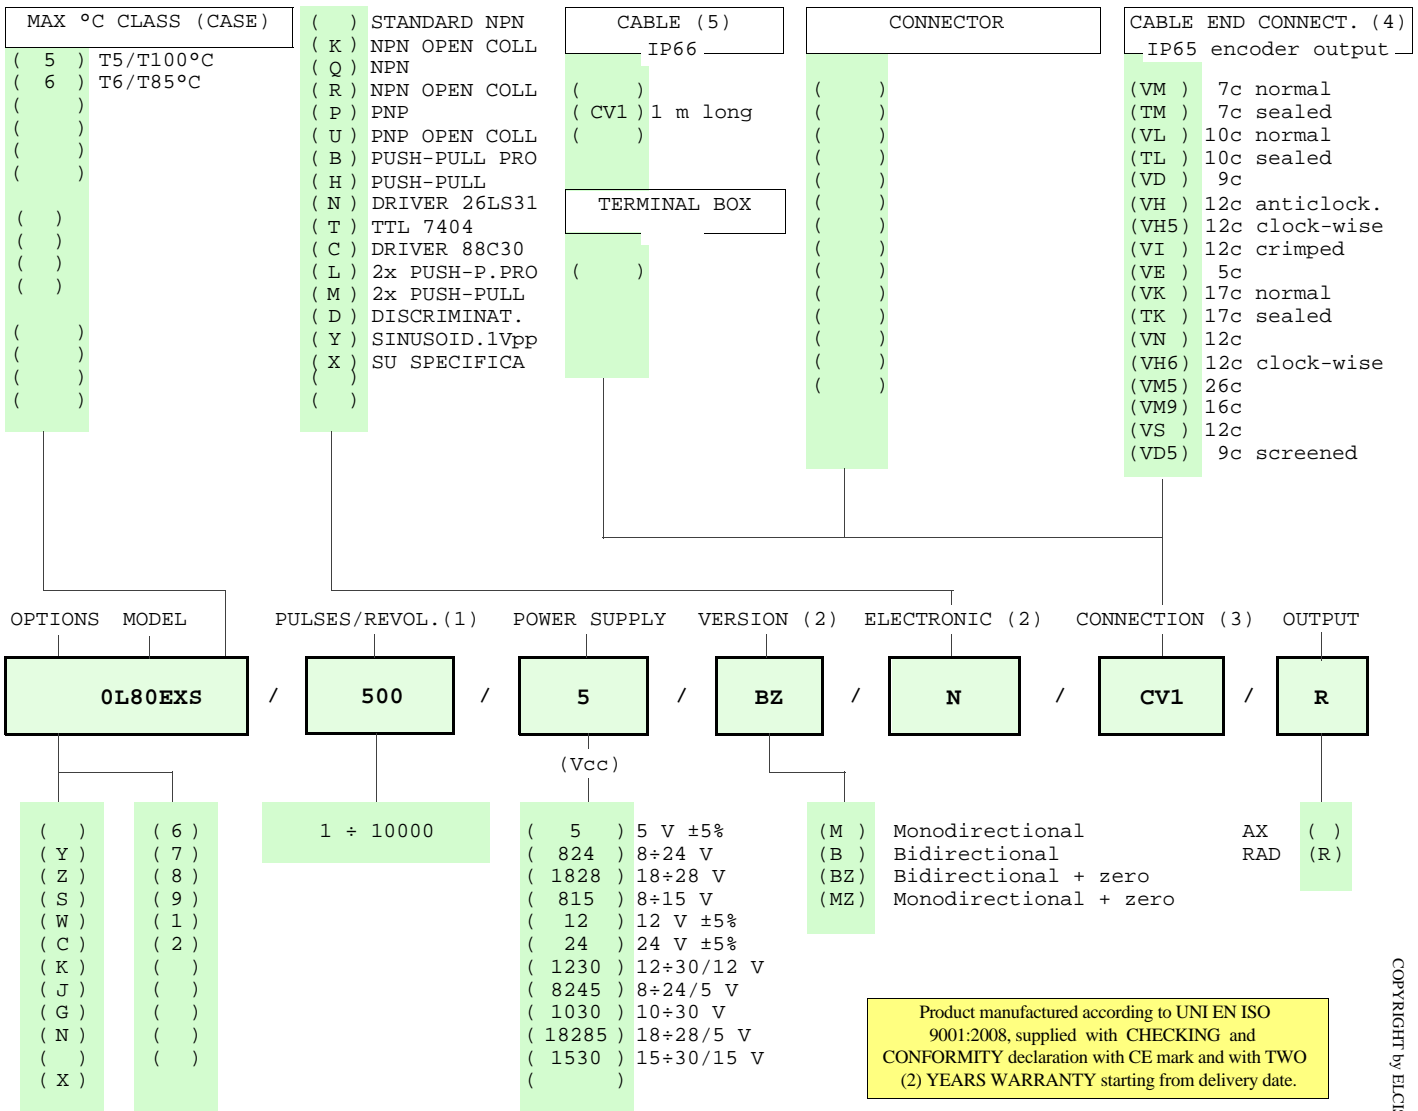 MAX °C CLASS (CASE)
( 5 ) T5/T100°C
( 6 ) T6/T85°C
( )
( )
( )
( )
( )
( )
( )
( )
( )
( )
( )
( )
( ) STANDARD NPN
( K ) NPN OPEN COLL
( Q ) NPN
( R ) NPN OPEN COLL
( P ) PNP
( U ) PNP OPEN COLL
( B ) PUSH-PULL PRO
( H ) PUSH-PULL
( N ) DRIVER 26LS31
( T ) TTL 7404
( C ) DRIVER 88C30
( L ) 2x PUSH-P.PRO
( M ) 2x PUSH-PULL
( D ) DISCRIMINAT.
( Y ) SINUSOID.1Vpp
( X ) SU SPECIFICA
( )
( )
CABLE (5)
IP66
( )
( CV1 ) 1 m long
( )
TERMINAL BOX
( )
CONNECTOR
( )
( )
( )
( )
( )
( )
( )
( )
( )
( )
( )
( )
( )
( )
CABLE END CONNECT. (4)
IP65 encoder output
(VM ) 7c normal
(TM ) 7c sealed
(VL ) 10c normal
(TL ) 10c sealed
(VD ) 9c
(VH ) 12c anticlock.
(VH5) 12c clock-wise
(VI ) 12c crimped
(VE ) 5c
(VK ) 17c normal
(TK ) 17c sealed
(VN ) 12c
(VH6) 12c clock-wise
(VM5) 26c
(VM9) 16c
(VS ) 12c
(VD5) 9c screened
OPTIONS MODEL PULSES/REVOL.(1) POWER SUPPLY VERSION (2) ELECTRONIC (2) CONNECTION (3) OUTPUT
0L80EXS / 500 / 5 / BZ / N / CV1 / R
(Vcc)
( )
( Y )
( Z )
( S )
( W )
( C )
( K )
( J )
( G )
( N )
( )
( X )
( 6 )
( 7 )
( 8 )
( 9 )
( 1 )
( 2 )
( )
( )
( )
( )
( )
1 ÷ 10000
( 5 ) 5 V ±5%
( 824 ) 8÷24 V
( 1828 ) 18÷28 V
( 815 ) 8÷15 V
( 12 ) 12 V ±5%
( 24 ) 24 V ±5%
( 1230 ) 12÷30/12 V
( 8245 ) 8÷24/5 V
( 1030 ) 10÷30 V
( 18285) 18÷28/5 V
( 1530 ) 15÷30/15 V
( )
(M ) Monodirectional
(B ) Bidirectional
(BZ) Bidirectional + zero
(MZ) Monodirectional + zero
AX ( )
RAD (R)
Product manufactured according to UNI EN ISO
9001:2008, supplied with CHECKING and
CONFORMITY declaration with CE mark and with TWO
(2) YEARS WARRANTY starting from delivery date.
COPYRIGHT by